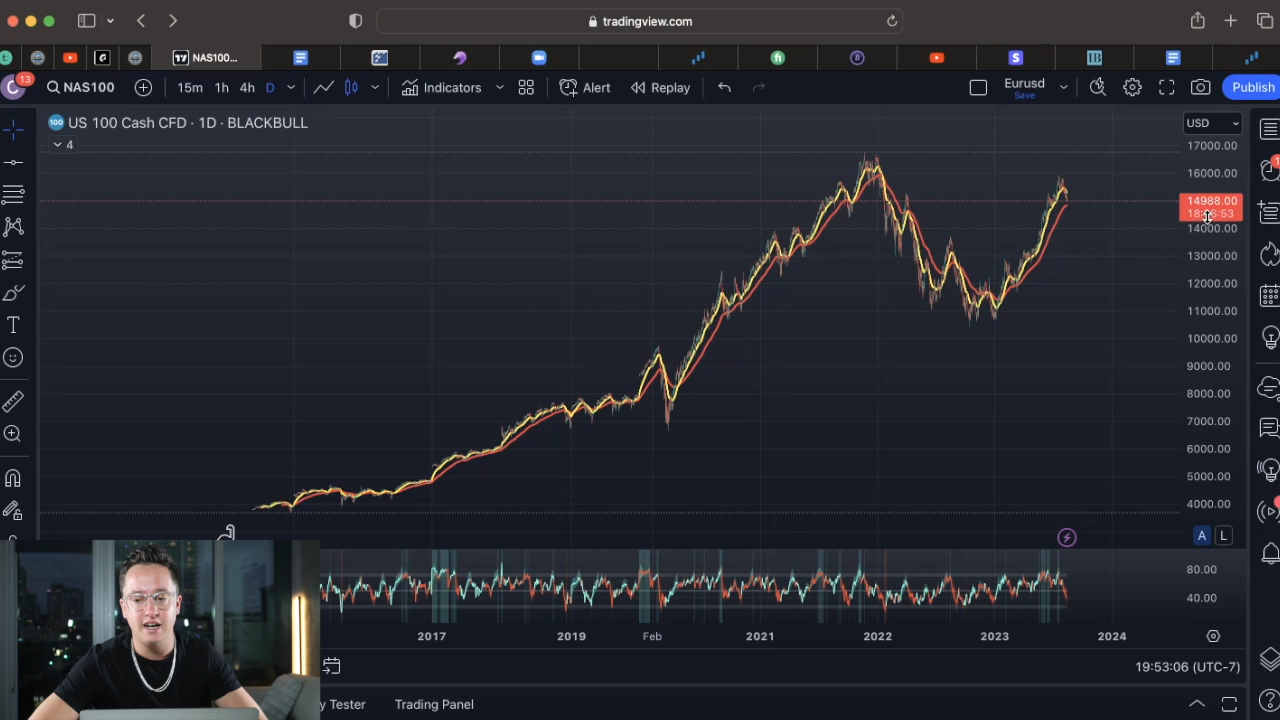 tradingview.com
NAS100...
13
NAS100
15m
1h
4h
D
Indicators
Alert
Replay
Eurusd
Save
Publish
100
US 100 Cash CFD · 1D · BLACKBULL
4
USD
17000.00
16000.00
14988.00
14000.00
13000.00
12000.00
11000.00
10000.00
9000.00
8000.00
7000.00
6000.00
5000.00
4000.00
A
L
80.00
40.00
2017
2019
Feb
2021
2022
2023
2024
19:53:06 (UTC-7)
Tester
Trading Panel